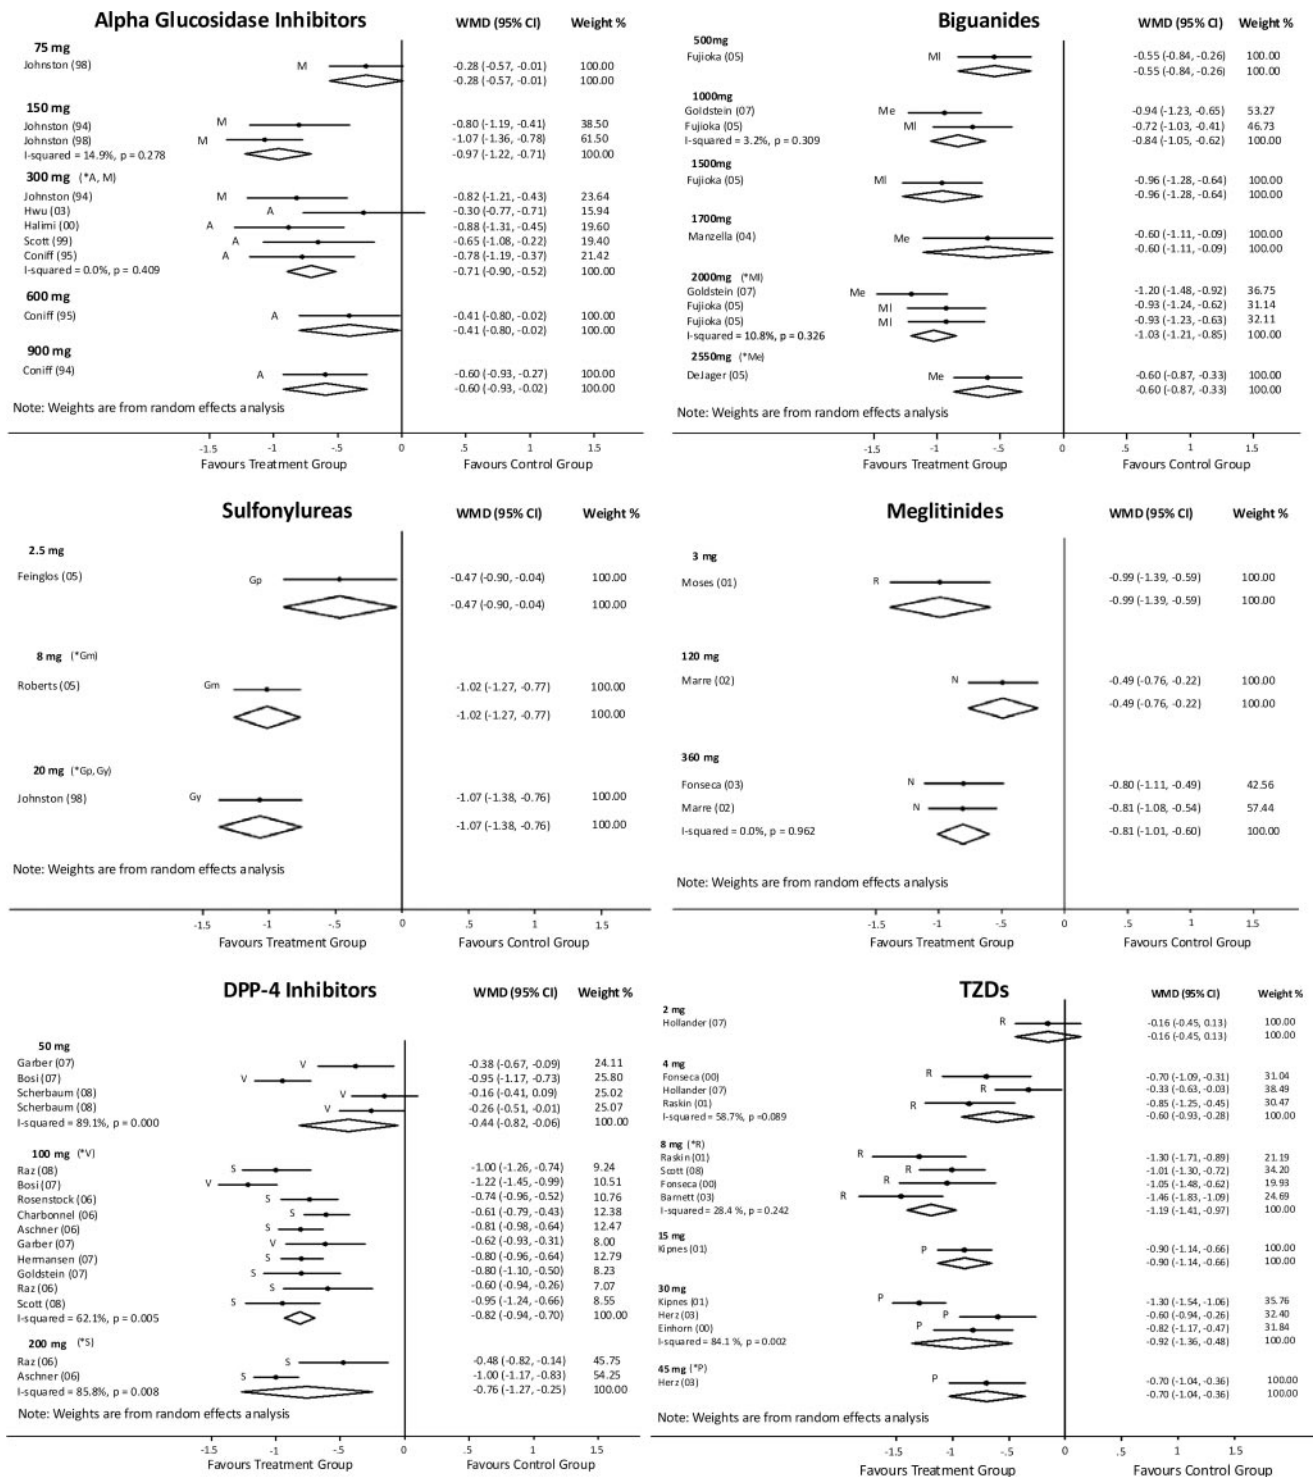 Alpha Glucosidase Inhibitors WMD (95% CI) Weight %
75 mg
Johnston (98) M -0.28 (-0.57, -0.01) 100.00
-0.28 (-0.57, -0.01) 100.00
150 mg
Johnston (94) M -0.80 (-1.19, -0.41) 38.50
Johnston (98) M -1.07 (-1.36, -0.78) 61.50
I-squared = 14.9%, p = 0.278 -0.97 (-1.22, -0.71) 100.00
300 mg (*A, M)
Johnston (94) M -0.82 (-1.21, -0.43) 23.64
Hwu (03) A -0.30 (-0.77, -0.71) 15.94
Halimi (00) A -0.88 (-1.31, -0.45) 19.60
Scott (99) A -0.65 (-1.08, -0.22) 19.40
Coniff (95) A -0.78 (-1.19, -0.37) 21.42
I-squared = 0.0%, p = 0.409 -0.71 (-0.90, -0.52) 100.00
600 mg
Coniff (95) A -0.41 (-0.80, -0.02) 100.00
-0.41 (-0.80, -0.02) 100.00
900 mg
Coniff (94) A -0.60 (-0.93, -0.27) 100.00
-0.60 (-0.93, -0.02) 100.00
Note: Weights are from random effects analysis
-1.5 -1 -.5 0 .5 1 1.5
Favours Treatment Group Favours Control Group
Biguanides WMD (95% CI) Weight %
500mg
Fujioka (05) Ml -0.55 (-0.84, -0.26) 100.00
-0.55 (-0.84, -0.26) 100.00
1000mg
Goldstein (07) Me -0.94 (-1.23, -0.65) 53.27
Fujioka (05) Ml -0.72 (-1.03, -0.41) 46.73
I-squared = 3.2%, p = 0.309 -0.84 (-1.05, -0.62) 100.00
1500mg
Fujioka (05) Ml -0.96 (-1.28, -0.64) 100.00
-0.96 (-1.28, -0.64) 100.00
1700mg
Manzella (04) Me -0.60 (-1.11, -0.09) 100.00
-0.60 (-1.11, -0.09) 100.00
2000mg (*Ml)
Goldstein (07) Me -1.20 (-1.48, -0.92) 36.75
Fujioka (05) Ml -0.93 (-1.24, -0.62) 31.14
Fujioka (05) Ml -0.93 (-1.23, -0.63) 32.11
I-squared = 10.8%, p = 0.326 -1.03 (-1.21, -0.85) 100.00
2550mg (*Me)
DeJager (05) Me -0.60 (-0.87, -0.33) 100.00
-0.60 (-0.87, -0.33) 100.00
Note: Weights are from random effects analysis
-1.5 -1 -.5 0 .5 1 1.5
Favours Treatment Group Favours Control Group
Sulfonylureas WMD (95% CI) Weight %
2.5 mg
Feinglos (05) Gp -0.47 (-0.90, -0.04) 100.00
-0.47 (-0.90, -0.04) 100.00
8 mg (*Gm)
Roberts (05) Gm -1.02 (-1.27, -0.77) 100.00
-1.02 (-1.27, -0.77) 100.00
20 mg (*Gp, Gy)
Johnston (98) Gy -1.07 (-1.38, -0.76) 100.00
-1.07 (-1.38, -0.76) 100.00
Note: Weights are from random effects analysis
-1.5 -1 -.5 0 .5 1 1.5
Favours Treatment Group Favours Control Group
Meglitinides WMD (95% CI) Weight %
3 mg
Moses (01) R -0.99 (-1.39, -0.59) 100.00
-0.99 (-1.39, -0.59) 100.00
120 mg
Marre (02) N -0.49 (-0.76, -0.22) 100.00
-0.49 (-0.76, -0.22) 100.00
360 mg
Fonseca (03) N -0.80 (-1.11, -0.49) 42.56
Marre (02) N -0.81 (-1.08, -0.54) 57.44
I-squared = 0.0%, p = 0.962 -0.81 (-1.01, -0.60) 100.00
Note: Weights are from random effects analysis
-1.5 -1 -.5 0 .5 1 1.5
Favours Treatment Group Favours Control Group
DPP-4 Inhibitors WMD (95% CI) Weight %
50 mg
Garber (07) V -0.38 (-0.67, -0.09) 24.11
Bosi (07) V -0.95 (-1.17, -0.73) 25.80
Scherbaum (08) V -0.16 (-0.41, 0.09) 25.02
Scherbaum (08) V -0.26 (-0.51, -0.01) 25.07
I-squared = 89.1%, p = 0.000 -0.44 (-0.82, -0.06) 100.00
100 mg (*V)
Raz (08) S -1.00 (-1.26, -0.74) 9.24
Bosi (07) V -1.22 (-1.45, -0.99) 10.51
Rosenstock (06) S -0.74 (-0.96, -0.52) 10.76
Charbonnel (06) S -0.61 (-0.79, -0.43) 12.38
Aschner (06) S -0.81 (-0.98, -0.64) 12.47
Garber (07) V -0.62 (-0.93, -0.31) 8.00
Hermansen (07) S -0.80 (-0.96, -0.64) 12.79
Goldstein (07) S -0.80 (-1.10, -0.50) 8.23
Raz (06) S -0.60 (-0.94, -0.26) 7.07
Scott (08) S -0.95 (-1.24, -0.66) 8.55
I-squared = 62.1%, p = 0.005 -0.82 (-0.94, -0.70) 100.00
200 mg (*S)
Raz (06) S -0.48 (-0.82, -0.14) 45.75
Aschner (06) S -1.00 (-1.17, -0.83) 54.25
I-squared = 85.8%, p = 0.008 -0.76 (-1.27, -0.25) 100.00
Note: Weights are from random effects analysis
-1.5 -1 -.5 0 .5 1 1.5
Favours Treatment Group Favours Control Group
TZDs WMD (95% CI) Weight %
2 mg
Hollander (07) R -0.16 (-0.45, 0.13) 100.00
-0.16 (-0.45, 0.13) 100.00
4 mg
Fonseca (00) R -0.70 (-1.09, -0.31) 31.04
Hollander (07) R -0.33 (-0.63, -0.03) 38.49
Raskin (01) R -0.85 (-1.25, -0.45) 30.47
I-squared = 58.7%, p =0.089 -0.60 (-0.93, -0.28) 100.00
8 mg (*R)
Raskin (01) R -1.30 (-1.71, -0.89) 21.19
Scott (08) R -1.01 (-1.30, -0.72) 34.20
Fonseca (00) R -1.05 (-1.48, -0.62) 19.93
Barnett (03) R -1.46 (-1.83, -1.09) 24.69
I-squared = 28.4 %, p = 0.242 -1.19 (-1.41, -0.97) 100.00
15 mg
Kipnes (01) P -0.90 (-1.14, -0.66) 100.00
-0.90 (-1.14, -0.66) 100.00
30 mg
Kipnes (01) P -1.30 (-1.54, -1.06) 35.76
Herz (03) P -0.60 (-0.94, -0.26) 32.40
Einhorn (00) P -0.82 (-1.17, -0.47) 31.84
I-squared = 84.1 %, p = 0.002 -0.92 (-1.36, -0.48) 100.00
45 mg (*P)
Herz (03) P -0.70 (-1.04, -0.36) 100.00
-0.70 (-1.04, -0.36) 100.00
Note: Weights are from random effects analysis
-1.5 -1 -.5 0 .5 1 1.5
Favours Treatment Group Favours Control Group